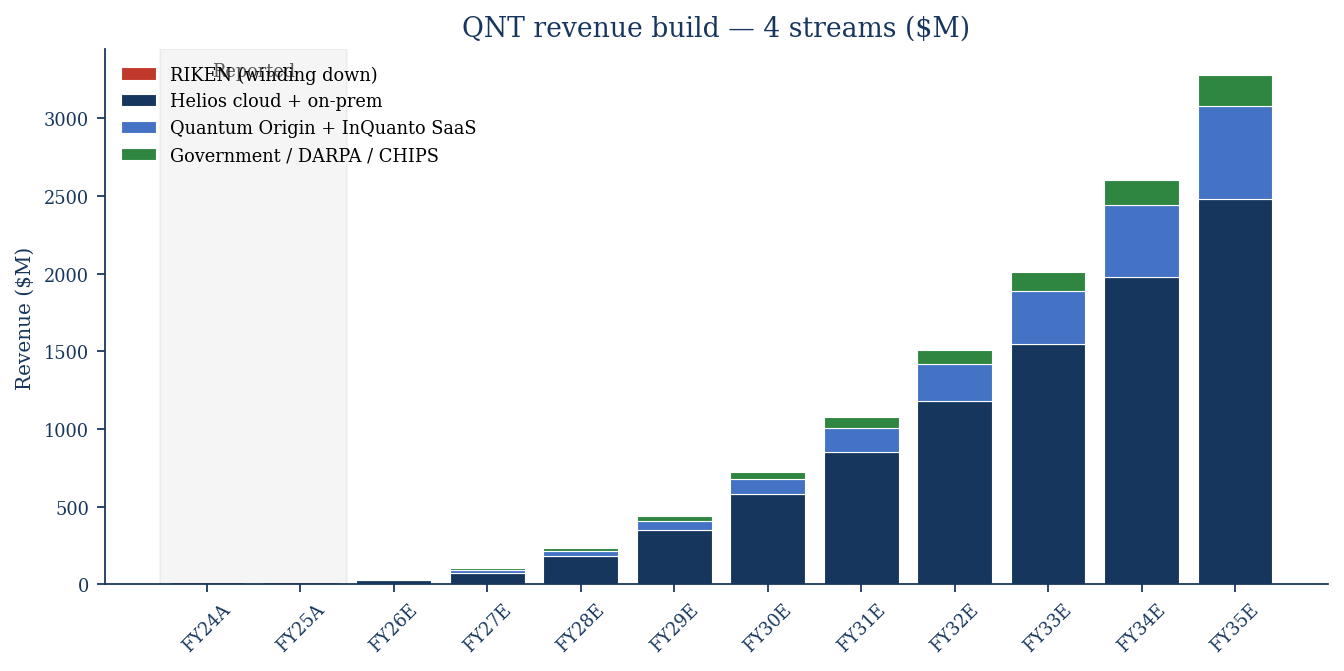 QNT revenue build — 4 streams ($M)
Reported
RIKEN (winding down)
Helios cloud + on-prem
Quantum Origin + InQuanto SaaS
Government / DARPA / CHIPS
Revenue ($M)
3000
2500
2000
1500
1000
500
0
FY24A
FY25A
FY26E
FY27E
FY28E
FY29E
FY30E
FY31E
FY32E
FY33E
FY34E
FY35E